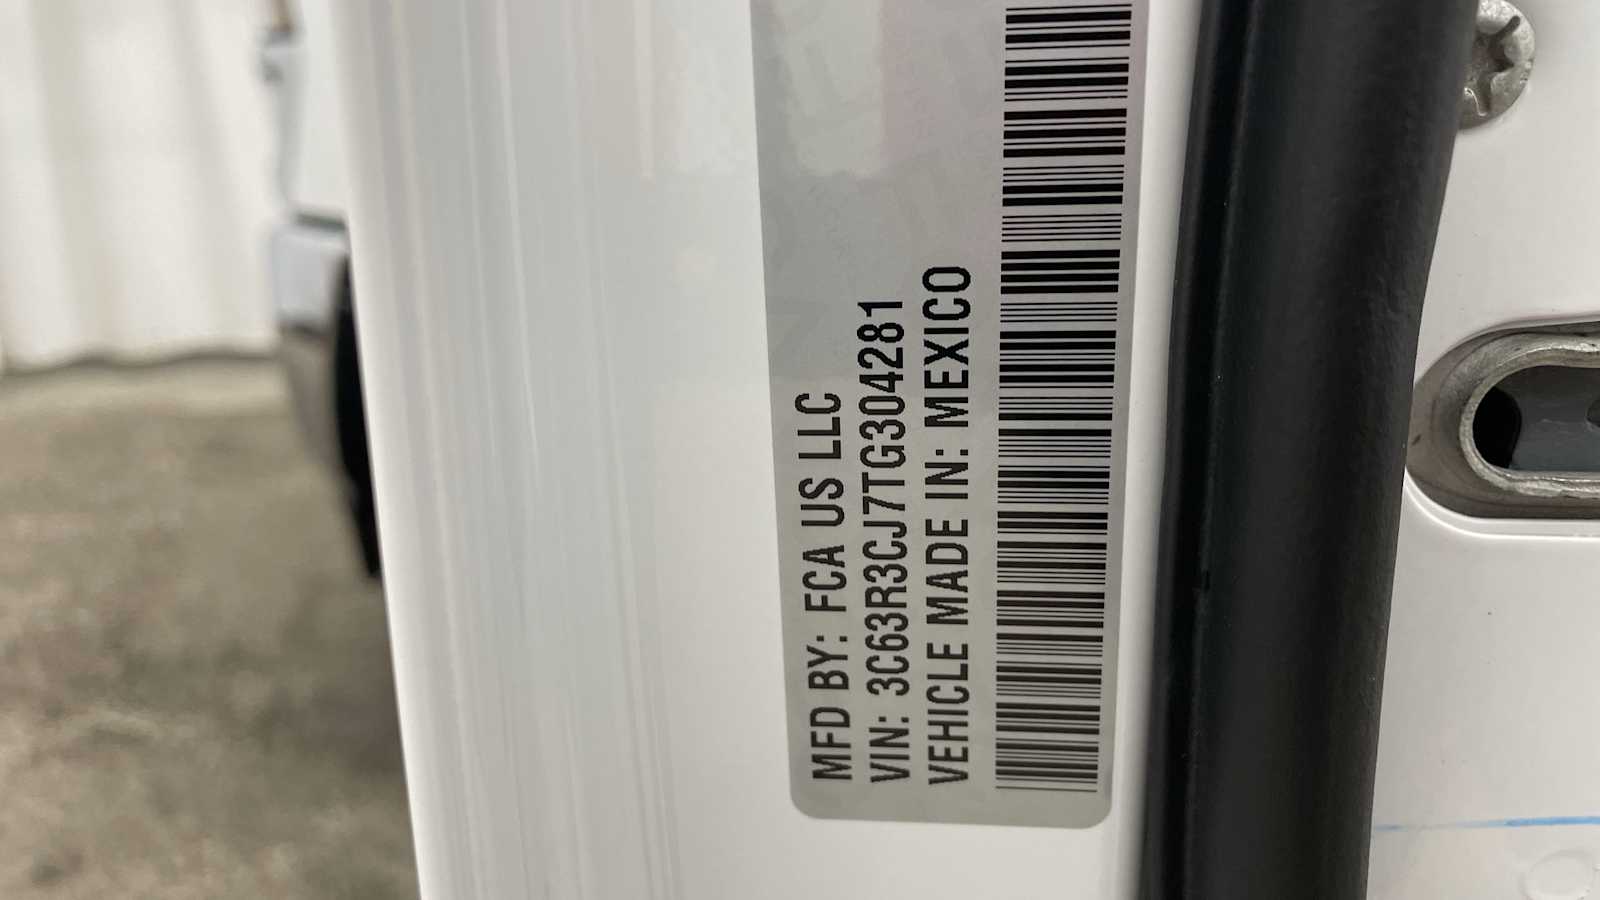 MFD BY: FCA US LLC
VIN: 3C63R3CJ7TG304281
VEHICLE MADE IN: MEXICO